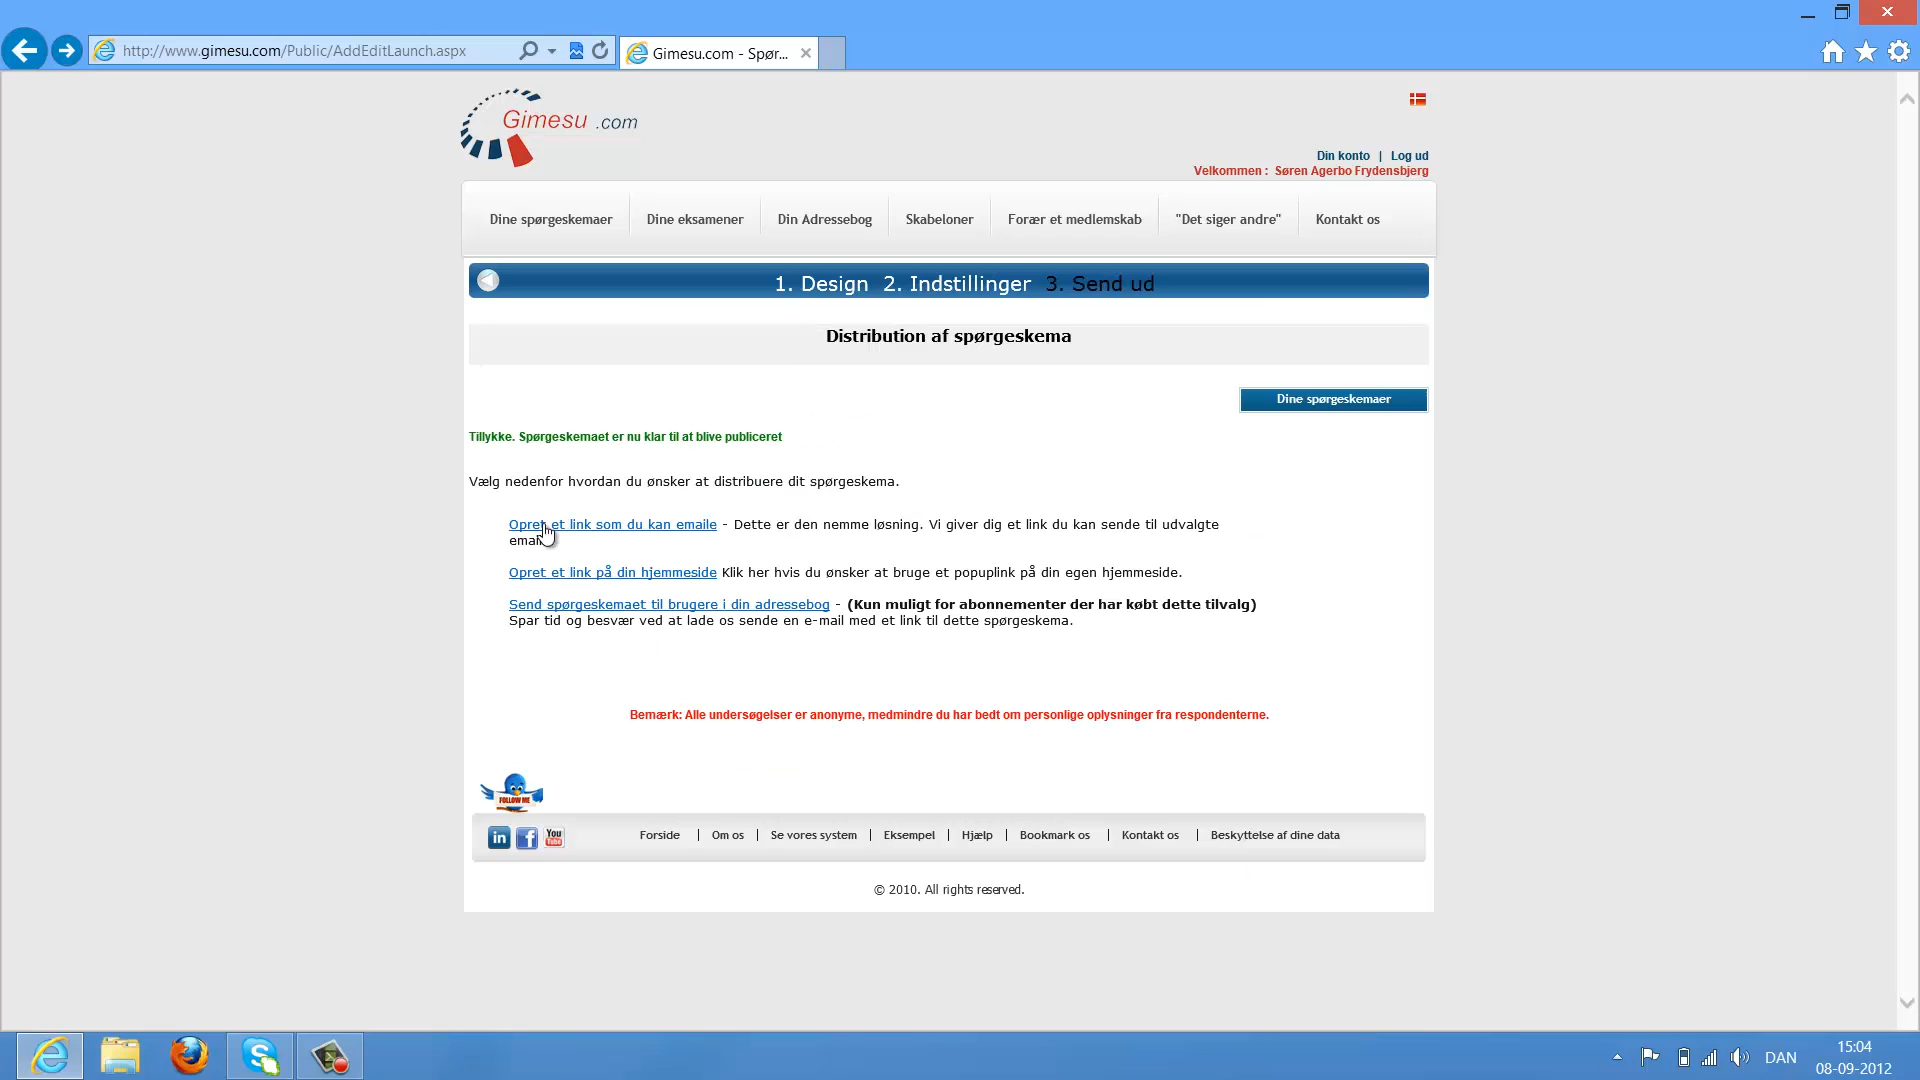 http://www.gimesu.com/Public/AddEditLaunch.aspx
Gimesu.com - Spør...
Gimesu .com
Din konto | Log ud
Velkommen : Søren Agerbo Frydensbjerg
Dine spørgeskemaer
Dine eksamener
Din Adressebog
Skabeloner
Forær et medlemskab
"Det siger andre"
Kontakt os
1. Design 2. Indstillinger 3. Send ud
Distribution af spørgeskema
Dine spørgeskemaer
Tillykke. Spørgeskemaet er nu klar til at blive publiceret
Vælg nedenfor hvordan du ønsker at distribuere dit spørgeskema.
Opret et link som du kan emaile - Dette er den nemme løsning. Vi giver dig et link du kan sende til udvalgte
Opret et link på din hjemmeside Klik her hvis du ønsker at bruge et popuplink på din egen hjemmeside.
Send spørgeskemaet til brugere i din adressebog - (Kun muligt for abonnementer der har købt dette tilvalg)
Spar tid og besvær ved at lade os sende en e-mail med et link til dette spørgeskema.
Bemærk: Alle undersøgelser er anonyme, medmindre du har bedt om personlige oplysninger fra respondenterne.
FOLLOW ME
in
f
You Tube
Forside | Om os | Se vores system | Eksempel | Hjælp | Bookmark os | Kontakt os | Beskyttelse af dine data
© 2010. All rights reserved.
DAN
15:04
08-09-2012